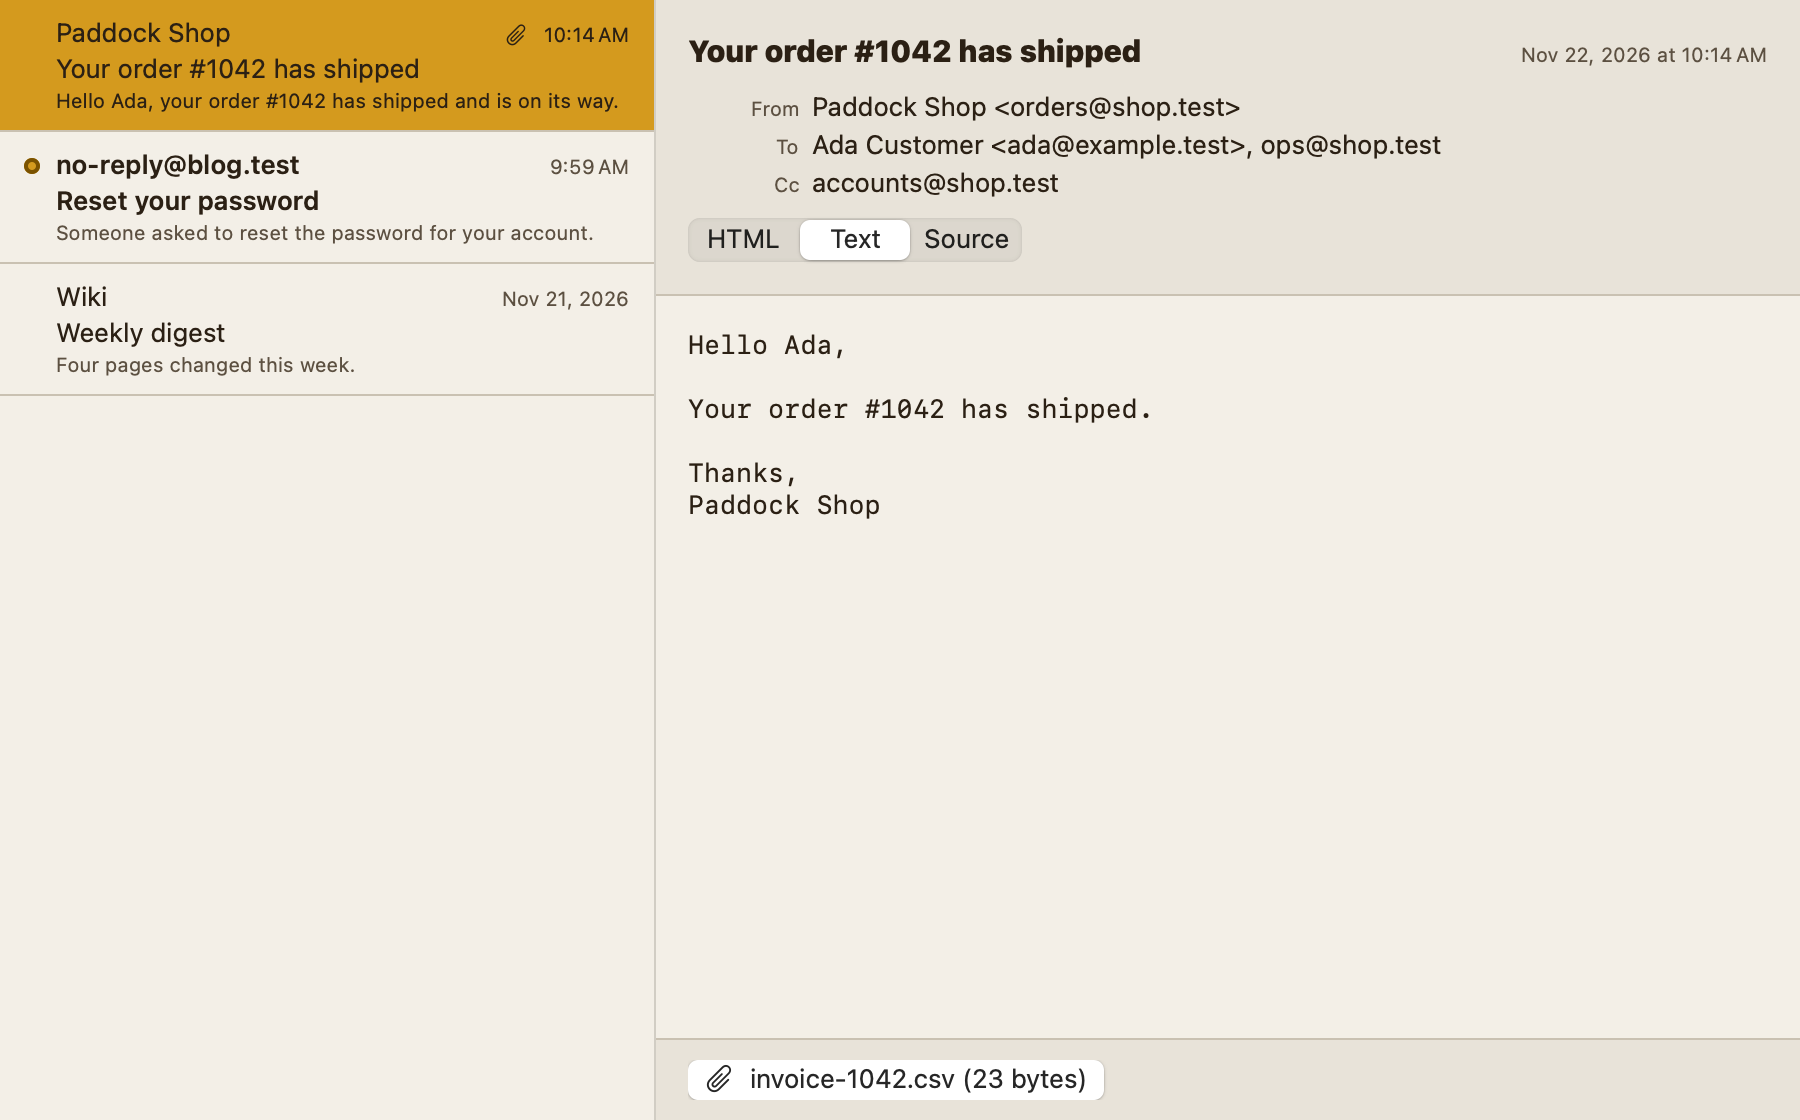 Paddock Shop 10:14 AM
Your order #1042 has shipped
Hello Ada, your order #1042 has shipped and is on its way.
no-reply@blog.test 9:59 AM
Reset your password
Someone asked to reset the password for your account.
Wiki Nov 21, 2026
Weekly digest
Four pages changed this week.
Your order #1042 has shipped Nov 22, 2026 at 10:14 AM
From Paddock Shop <orders@shop.test>
To Ada Customer <ada@example.test>, ops@shop.test
Cc accounts@shop.test
HTML Text Source
Hello Ada,
Your order #1042 has shipped.
Thanks,
Paddock Shop
invoice-1042.csv (23 bytes)